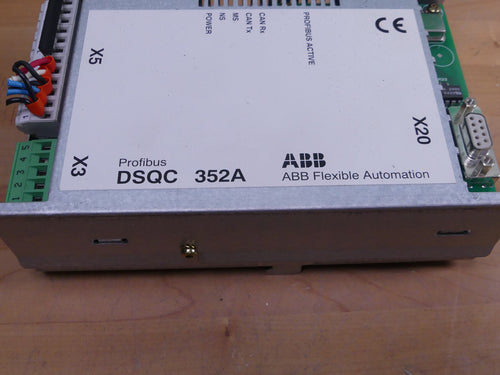 CE
PROFIBUS ACTIVE
CAN Rx
CAN Tx
MS
NS
POWER
X5
X20
X3
Profibus
DSQC 352A
ABB
ABB Flexible Automation
1 2 3 4 5